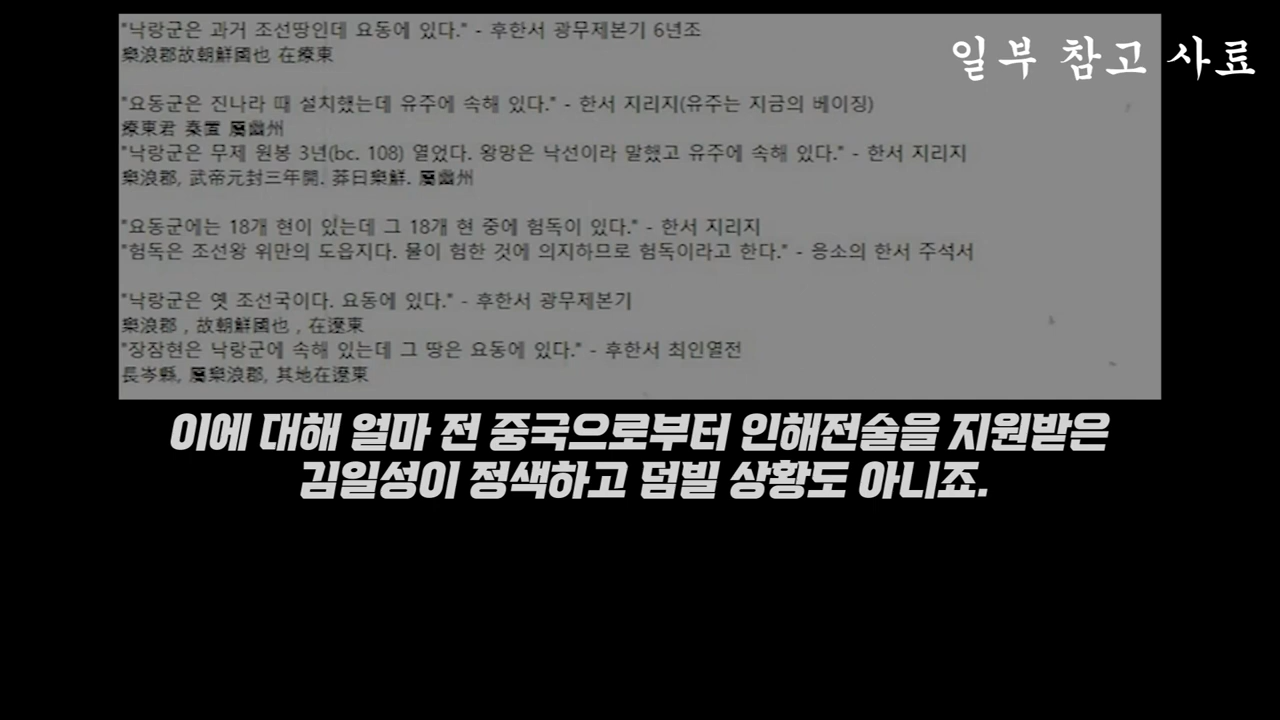 "낙랑군은 과거 조선땅인데 요동에 있다." - 후한서 광무제본기 6년조
樂浪郡故朝鮮國也 在療東
일부 참고 사료
"요동군은 진나라 때 설치했는데 유주에 속해 있다." - 한서 지리지(유주는 지금의 베이징)
療東君 秦置 屬幽州
"낙랑군은 무제 원봉 3년(bc. 108) 열었다. 왕망은 낙선이라 말했고 유주에 속해 있다." - 한서 지리지
樂浪郡, 武帝元封三年開. 莽曰樂鮮. 屬幽州
"요동군에는 18개 현이 있는데 그 18개 현 중에 험독이 있다." - 한서 지리지
"험독은 조선왕 위만의 도읍지다. 물이 험한 것에 의지하므로 험독이라고 한다." - 응소의 한서 주석서
"낙랑군은 옛 조선국이다. 요동에 있다." - 후한서 광무제본기
樂浪郡 , 故朝鮮國也 , 在遼東
"장잠현은 낙랑군에 속해 있는데 그 땅은 요동에 있다." - 후한서 최인열전
長岑縣, 屬樂浪郡, 其地在遼東
이에 대해 얼마 전 중국으로부터 인해전술을 지원받은
김일성이 정색하고 덤빌 상황도 아니죠.